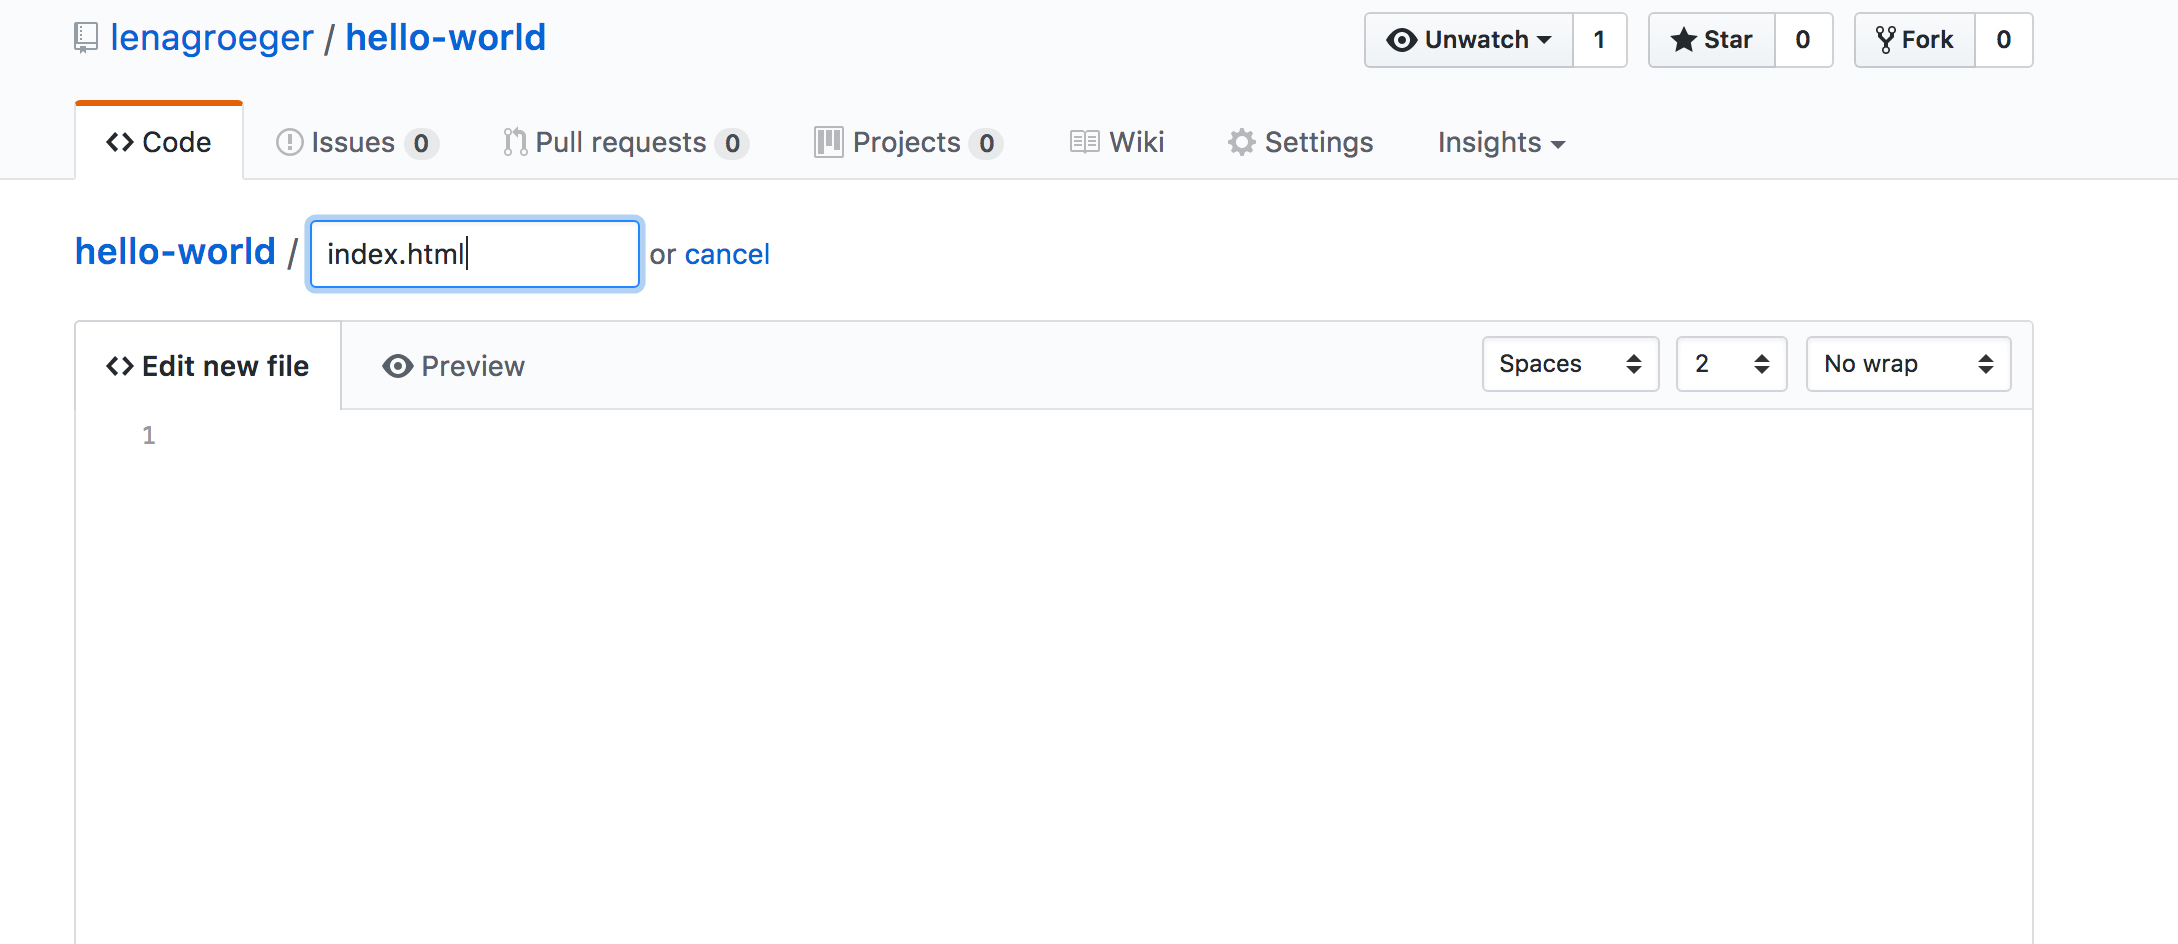 lenagroeger / hello-world Unwatch 1 Star 0 Fork 0
Code Issues 0 Pull requests 0 Projects 0 Wiki Settings Insights
hello-world / index.html or cancel
Edit new file Preview Spaces 2 No wrap
1